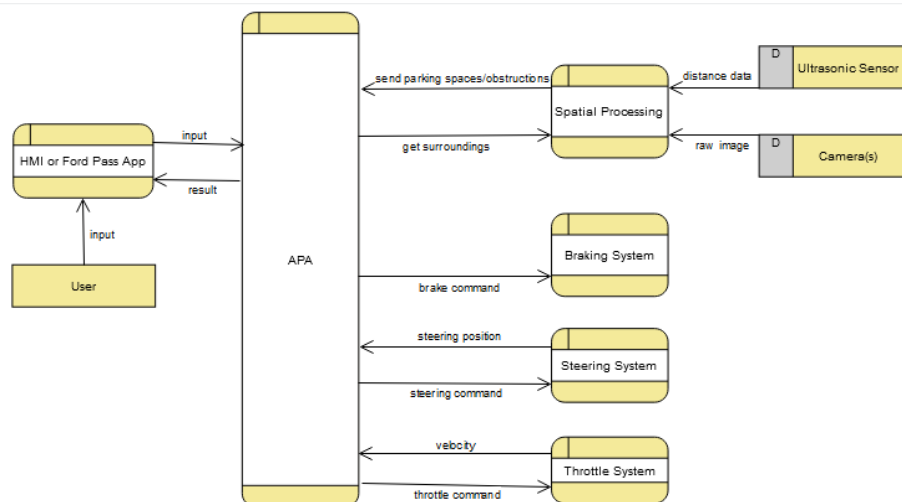 D
Ultrasonic Sensor
send parking spaces/obstructions
distance data
Spatial Processing
input
get surroundings
raw image
D
Camera(s)
HMI or Ford Pass App
result
input
User
APA
Braking System
brake command
steering position
Steering System
steering command
velocity
Throttle System
throttle command